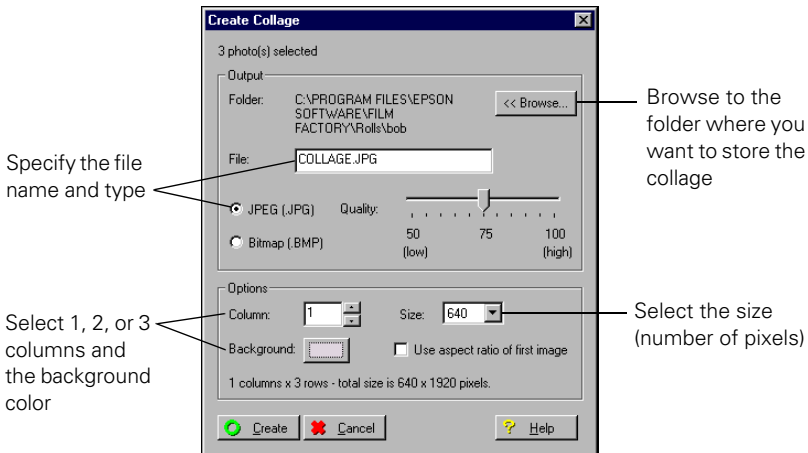 Create Collage
3 photo(s) selected
Output
Folder:
C:\PROGRAM FILES\EPSON
SOFTWARE\FILM
FACTORY\Rolls\bob
<< Browse...
File:
COLLAGE.JPG
JPEG (.JPG)
Quality:
50
75
100
(low)
(high)
Bitmap (.BMP)
Options
Column:
1
Size:
640
Background:
Use aspect ratio of first image
1 columns x 3 rows - total size is 640 x 1920 pixels.
Create
Cancel
? Help
Specify the file
name and type
Select 1, 2, or 3
columns and
the background
color
Browse to the
folder where you
want to store the
collage
Select the size
(number of pixels)